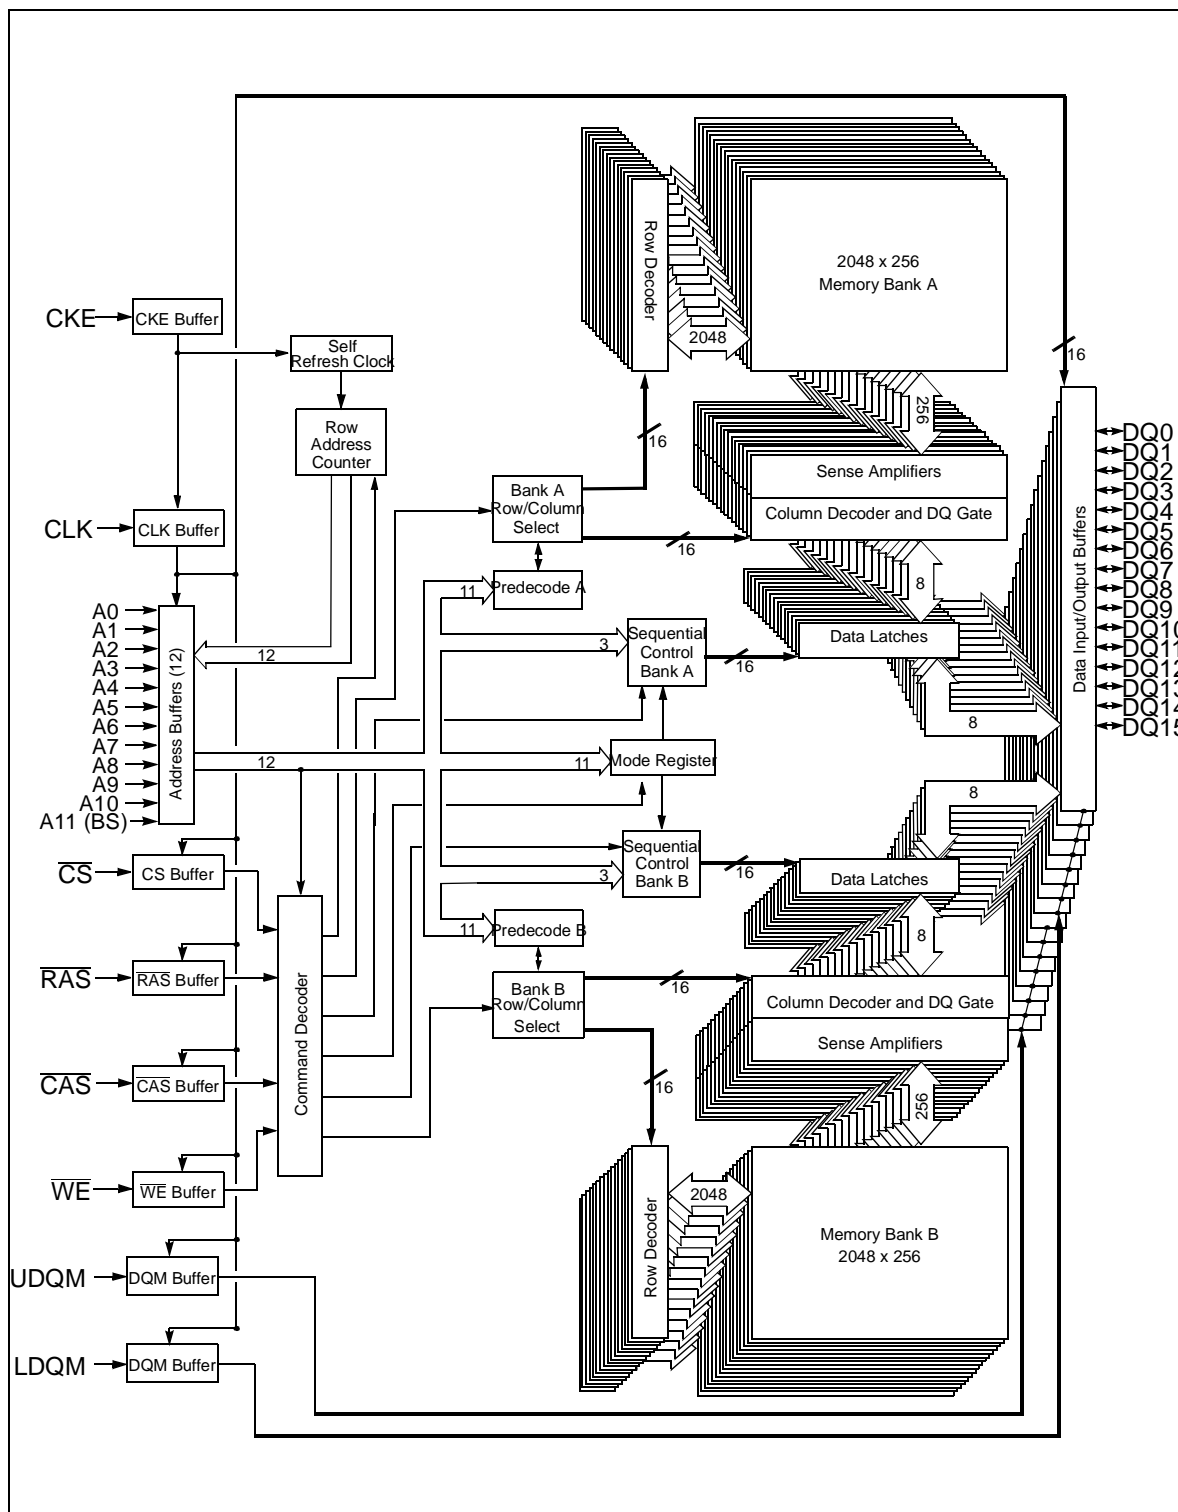 2048 x 256
Memory Bank A
Row Decoder
2048
CKE
CKE Buffer
Self
Refresh Clock
16
256
16
Row
Address
Counter
Sense Amplifiers
Bank A
Row/Column
Select
Column Decoder and DQ Gate
16
CLK
CLK Buffer
Data Input/Output Buffers
DQ0
DQ1
DQ2
DQ3
DQ4
DQ5
DQ6
DQ7
DQ8
DQ9
DQ10
DQ11
DQ12
DQ13
DQ14
DQ15
11
Predecode A
8
A0
A1
A2
A3
A4
A5
A6
A7
A8
A9
A10
A11 (BS)
Address Buffers (12)
12
3
Sequential
Control
Bank A
16
Data Latches
8
12
11
Mode Register
8
CS
CS Buffer
3
Sequential
Control
Bank B
16
Data Latches
11
Predecode B
8
RAS
RAS Buffer
Command Decoder
Bank B
Row/Column
Select
16
Column Decoder and DQ Gate
Sense Amplifiers
CAS
CAS Buffer
16
256
WE
WE Buffer
Row Decoder
2048
Memory Bank B
2048 x 256
UDQM
DQM Buffer
LDQM
DQM Buffer